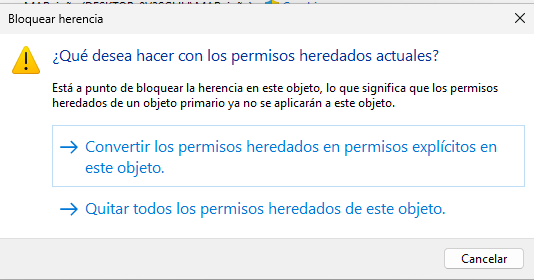 Bloquear herencia
¿Qué desea hacer con los permisos heredados actuales?
Está a punto de bloquear la herencia en este objeto, lo que significa que los permisos
heredados de un objeto primario ya no se aplicarán a este objeto.
Convertir los permisos heredados en permisos explícitos en
este objeto.
Quitar todos los permisos heredados de este objeto.
Cancelar